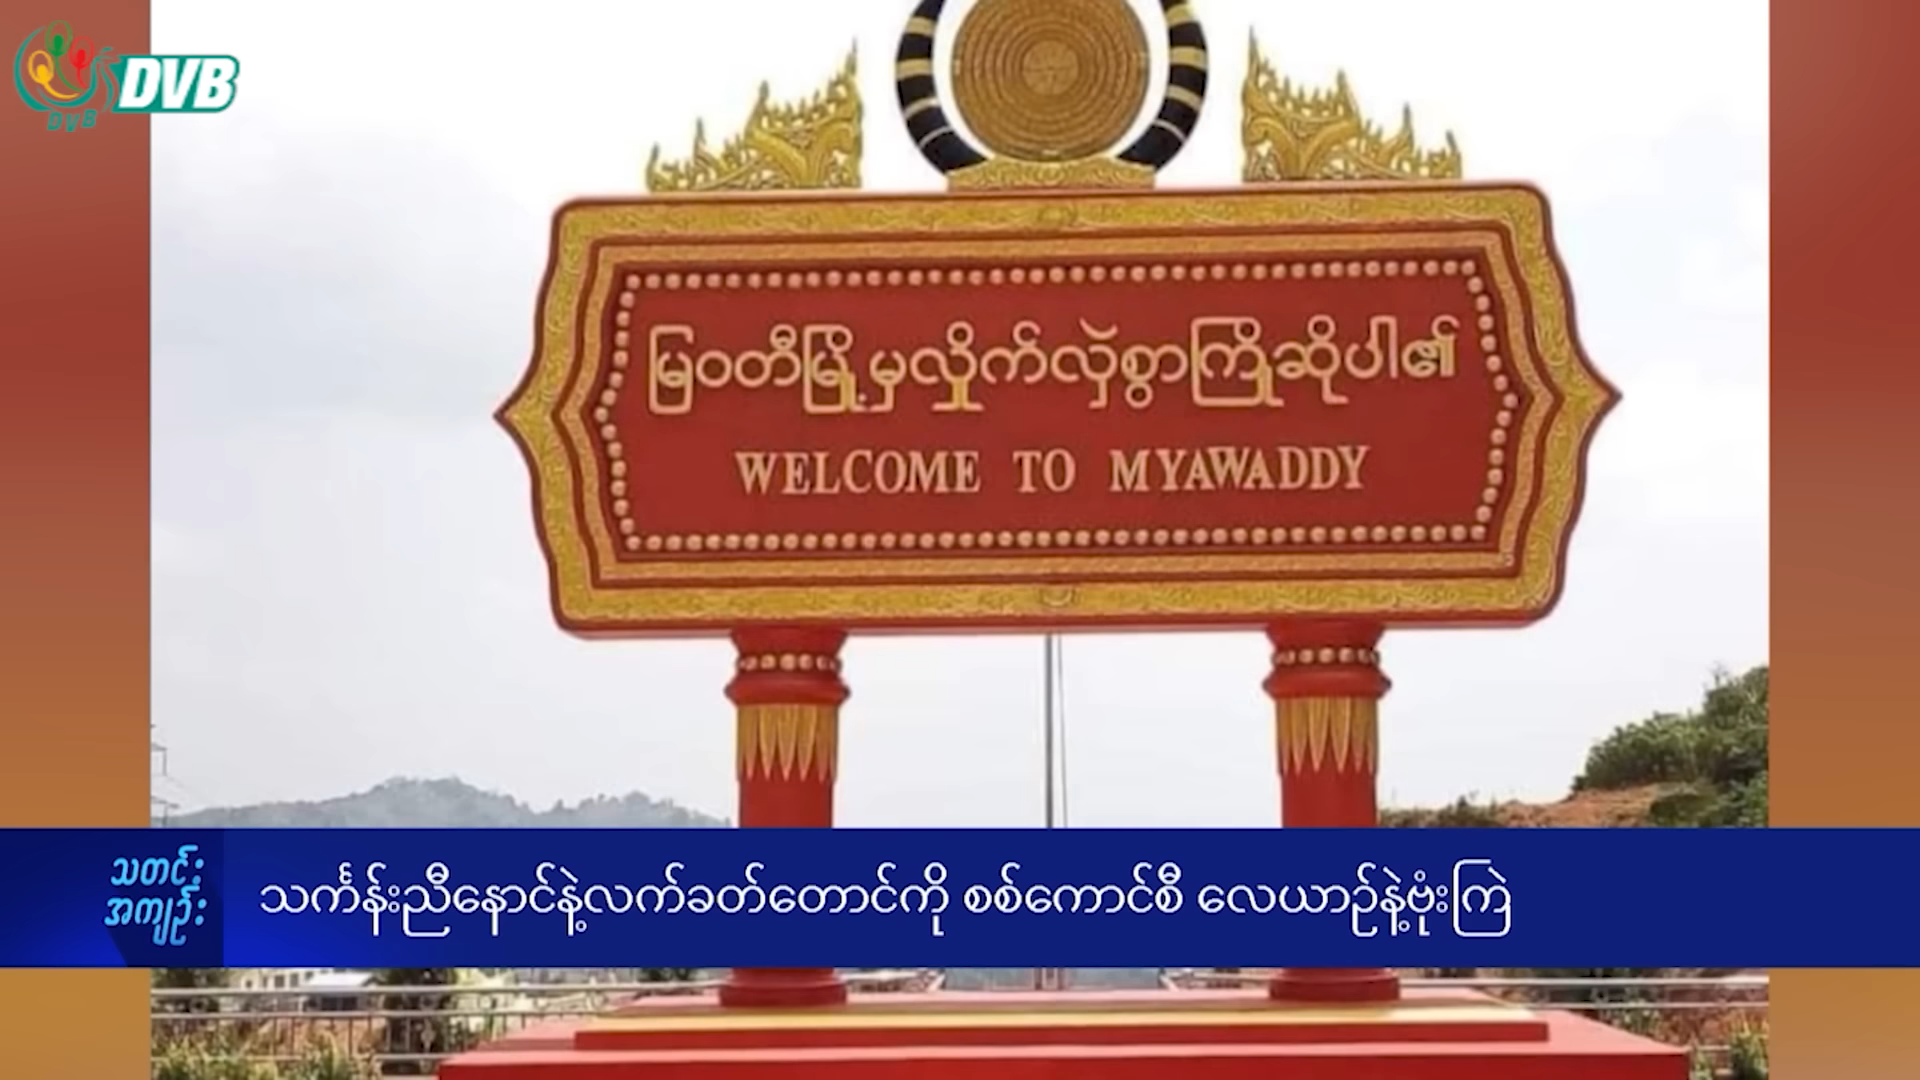 DVB
DVB
မြဝတီမြို့မှလှိုက်လှဲစွာကြိုဆိုပါ၏
WELCOME TO MYAWADDY
သတင်း
အကျဉ်း
သင်္ကန်းညီနောင်နဲ့လက်ခတ်တောင်ကို စစ်ကောင်စီ လေယာဉ်နဲ့ဗုံးကြဲ